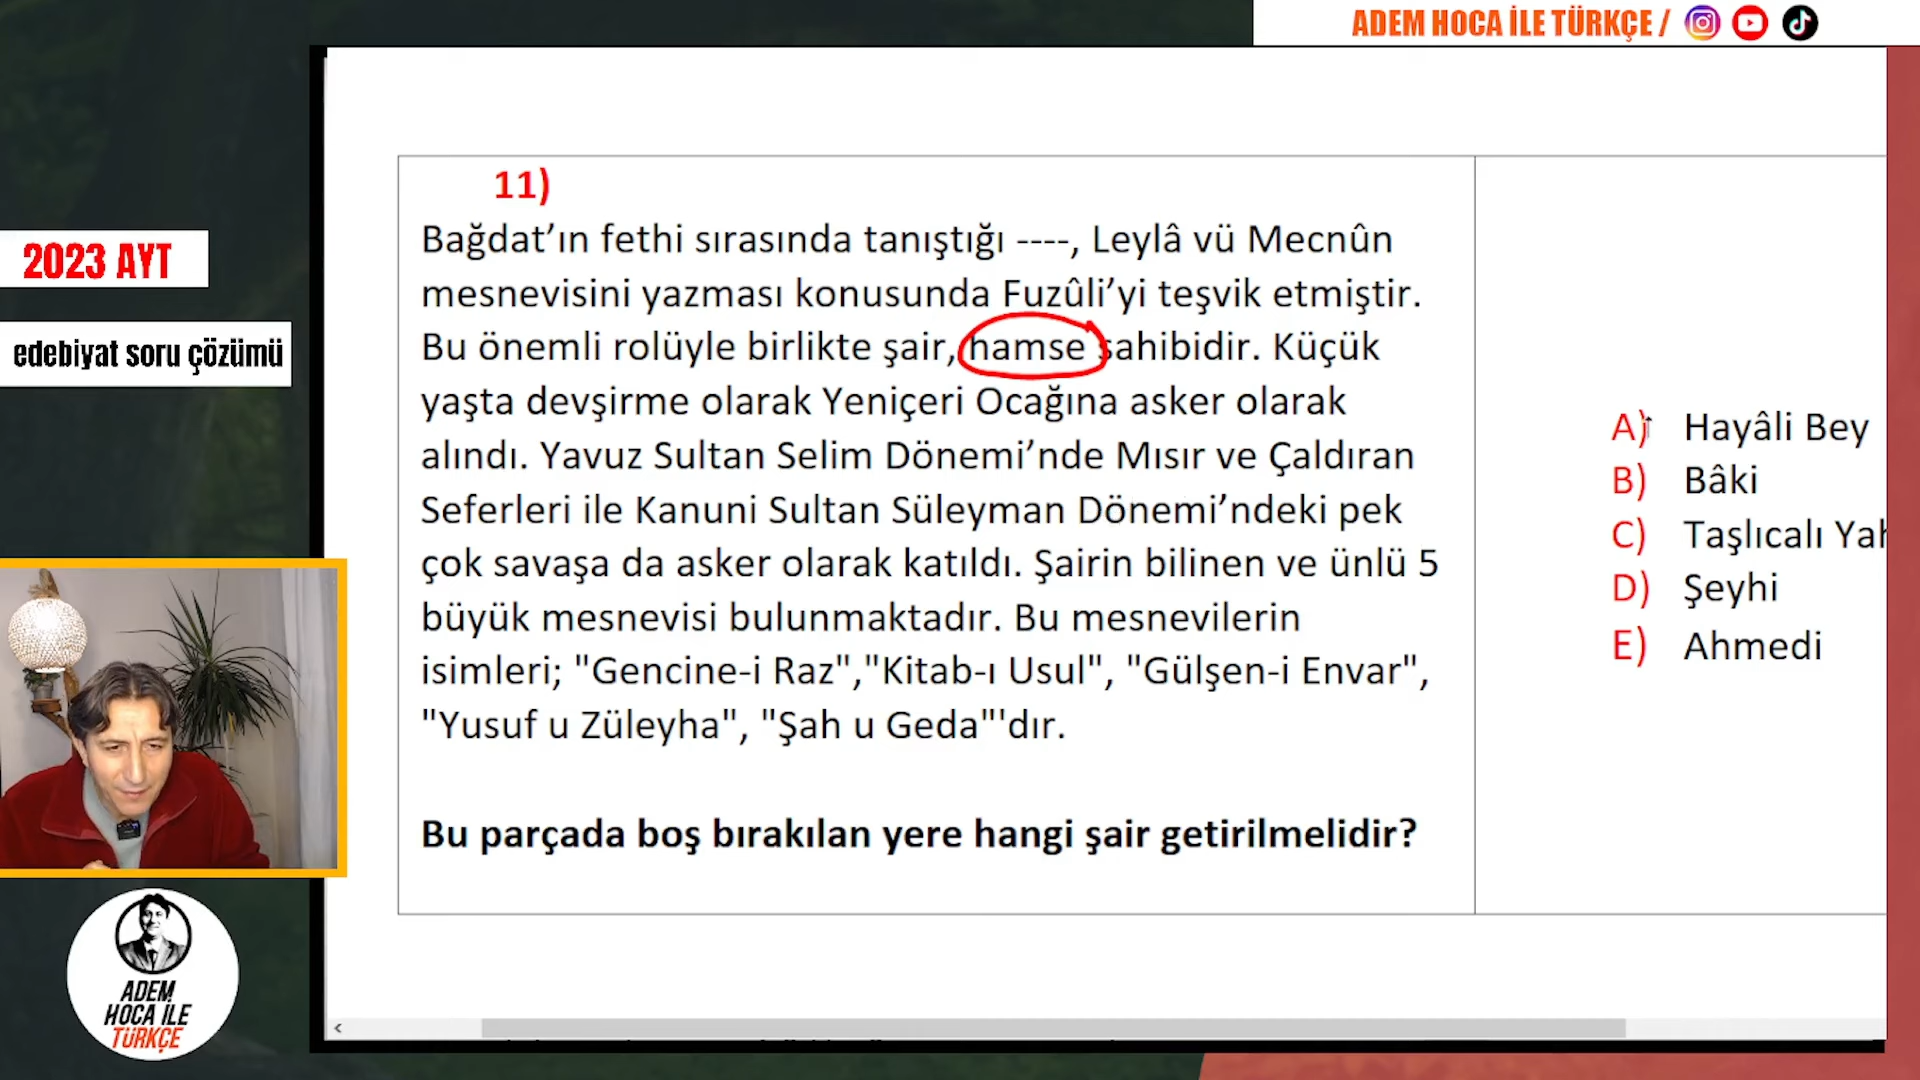 ADEM HOCA İLE TÜRKÇE /
2023 AYT
edebiyat soru çözümü
11)
Bağdat’ın fethi sırasında tanıştığı ----, Leylâ vü Mecnûn
mesnevisini yazması konusunda Fuzûli’yi teşvik etmiştir.
Bu önemli rolüyle birlikte şair, hamse sahibidir. Küçük
yaşta devşirme olarak Yeniçeri Ocağına asker olarak
alındı. Yavuz Sultan Selim Dönemi’nde Mısır ve Çaldıran
Seferleri ile Kanuni Sultan Süleyman Dönemi’ndeki pek
çok savaşa da asker olarak katıldı. Şairin bilinen ve ünlü 5
büyük mesnevisi bulunmaktadır. Bu mesnevilerin
isimleri; "Gencine-i Raz","Kitab-ı Usul", "Gülşen-i Envar",
"Yusuf u Züleyha", "Şah u Geda"'dır.
Bu parçada boş bırakılan yere hangi şair getirilmelidir?
A) Hayâli Bey
B) Bâki
C) Taşlıcalı
D) Şeyhi
E) Ahmedi
ADEM
HOCA İLE
TÜRKÇE